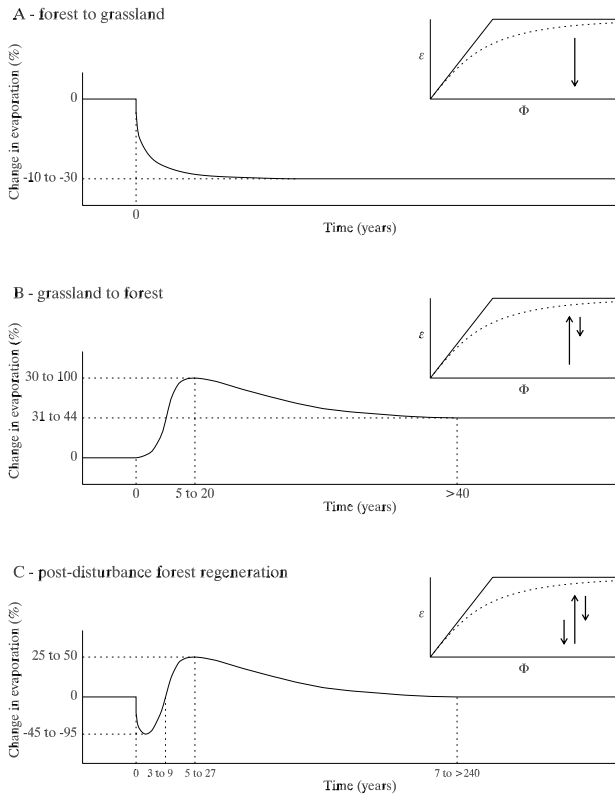 A - forest to grassland
Change in evaporation (%)
0
-10 to -30
0
Time (years)
ε
Φ
B - grassland to forest
Change in evaporation (%)
30 to 100
31 to 44
0
0
5 to 20
>40
Time (years)
ε
Φ
C - post-disturbance forest regeneration
Change in evaporation (%)
25 to 50
0
-45 to -95
0
3 to 9
5 to 27
7 to >240
Time (years)
ε
Φ